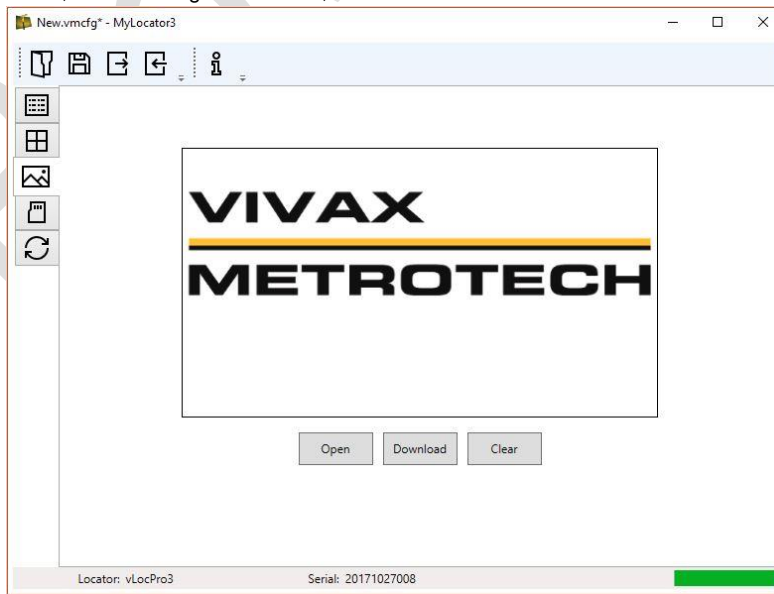 New.vmcfg* - MyLocator3
VIVAX
METROTECH
Open Download Clear
Locator: vLocPro3 Serial: 20171027008